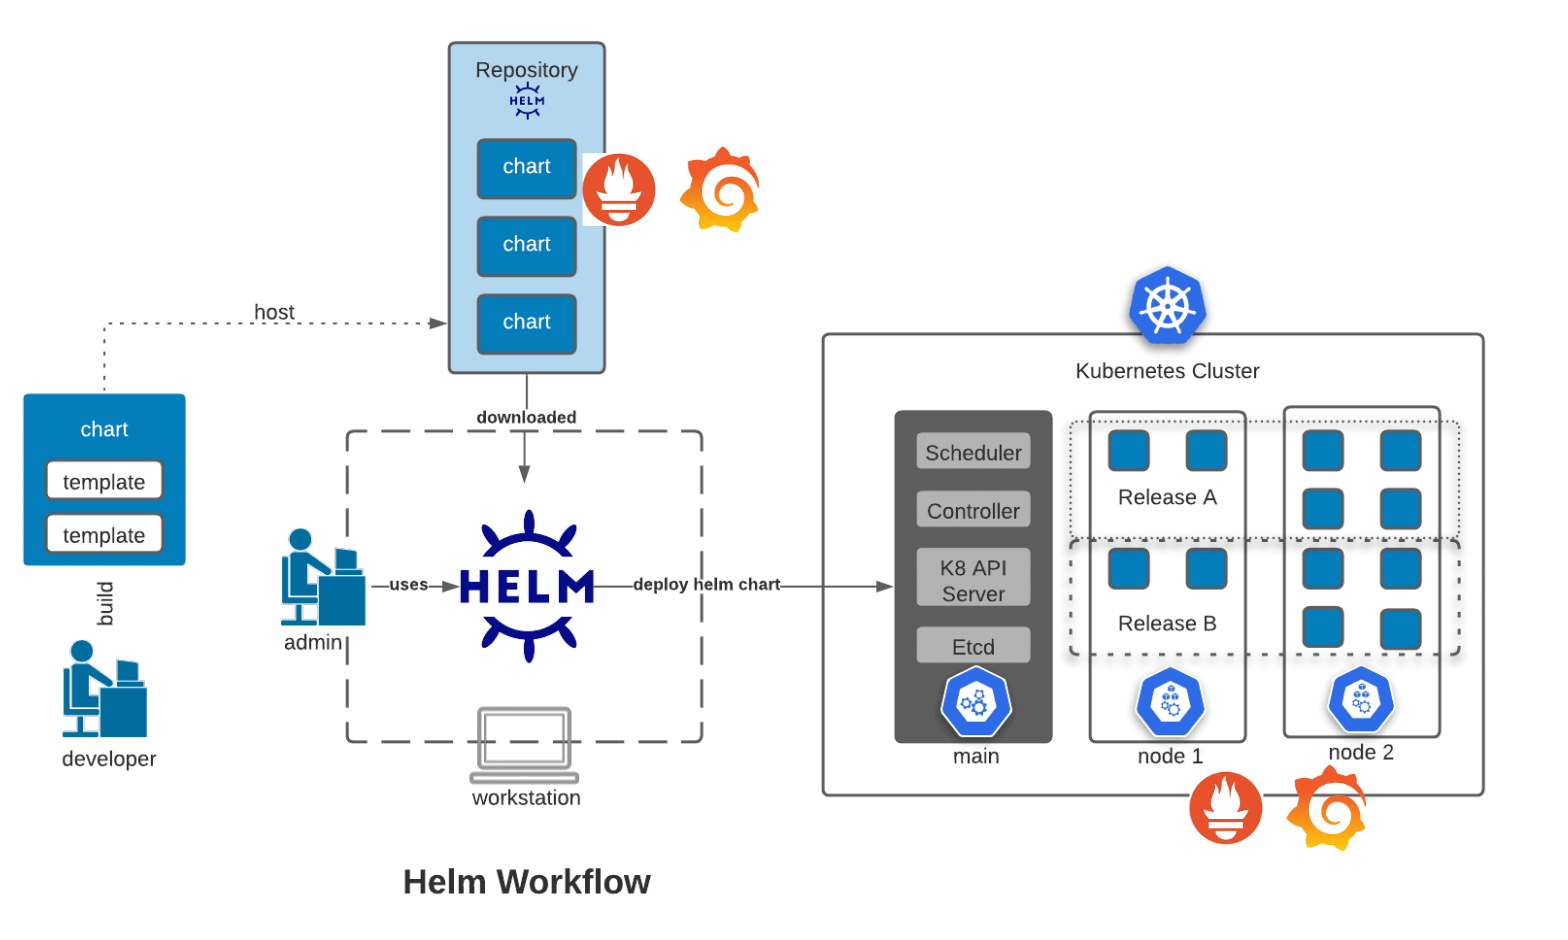 Repository
HELM
chart
chart
chart
host
chart
template
template
build
developer
downloaded
admin
uses
HELM
deploy helm chart
workstation
Kubernetes Cluster
Scheduler
Controller
K8 API
Server
Etcd
main
Release A
Release B
node 1
node 2
Helm Workflow